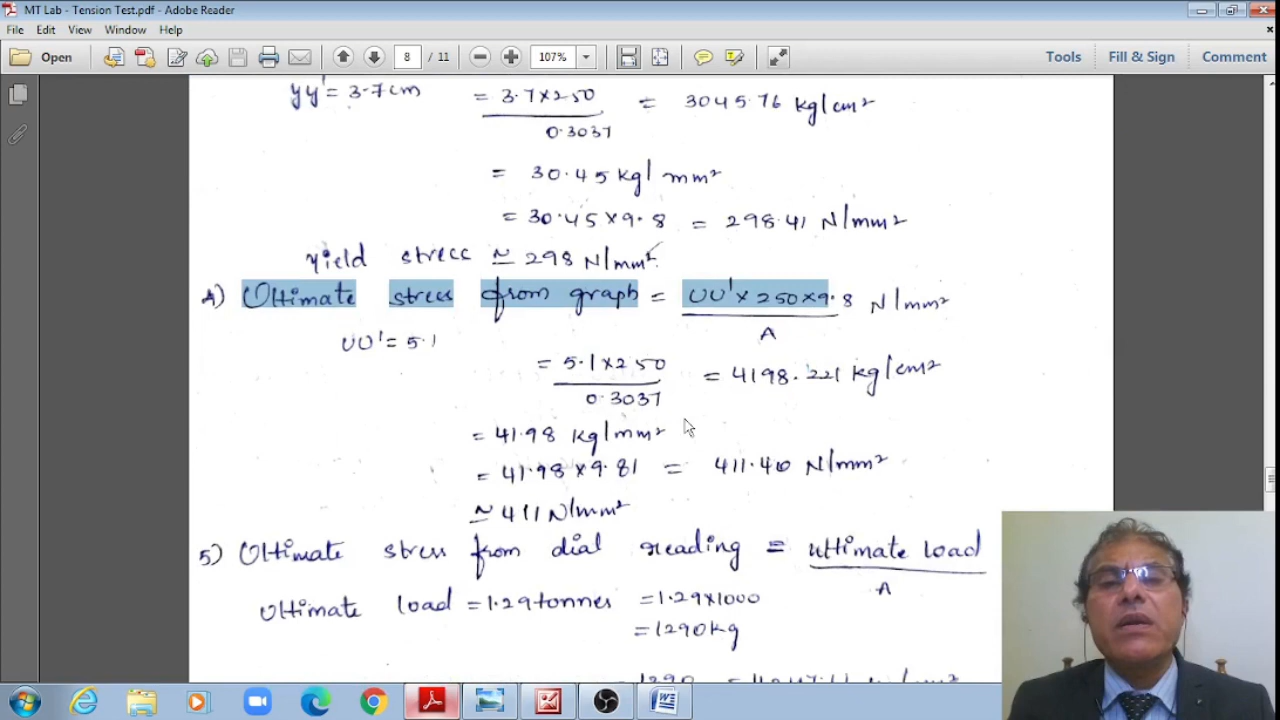 MT Lab - Tension Test.pdf - Adobe Reader
File Edit View Window Help
Open 8 / 11 107% Tools Fill & Sign Comment
yy' = 3.7cm = 3.7×250 / 0.3037 = 3045.76 kg/cm²
= 30.45 kg/mm²
= 30.45×9.8 = 298.41 N/mm²
yield stress ≃ 298 N/mm².
4) Ultimate stress from graph = UU'×250×9.8 / A N/mm²
UU' = 5.1
= 5.1×250 / 0.3037 = 4198.221 kg/cm²
= 41.98 kg/mm²
= 41.98×9.81 = 411.40 N/mm²
≃ 411 N/mm²
5) Ultimate stress from dial reading = ultimate load / A
Ultimate load = 1.29tonnes = 1.29×1000
= 1290kg